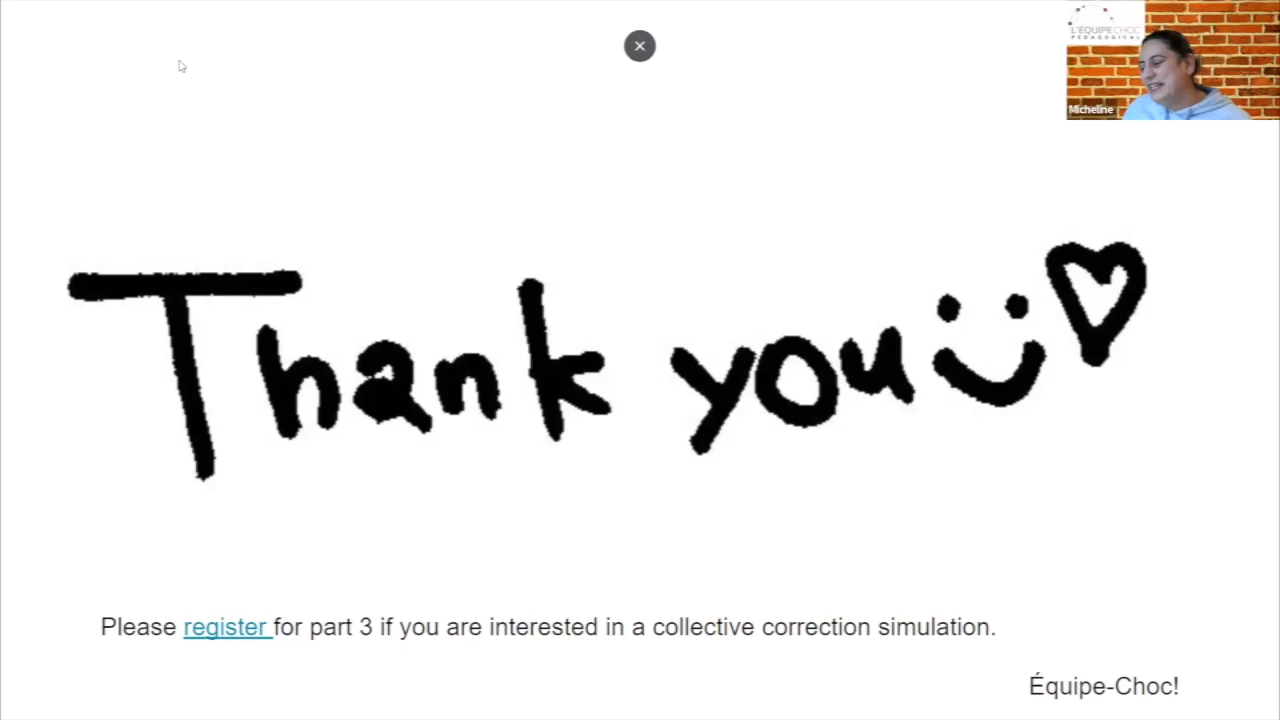 L'ÉQUIPE CHOC
PEDAGOGICAL
Micheline
Thank you
Please register for part 3 if you are interested in a collective correction simulation.
Équipe-Choc!